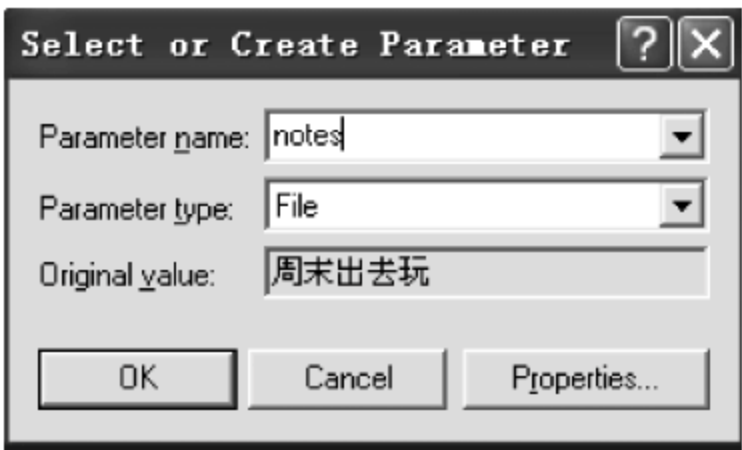 Select or Create Parameter
Parameter name: notes
Parameter type: File
Original value: 周末出去玩
OK Cancel Properties...